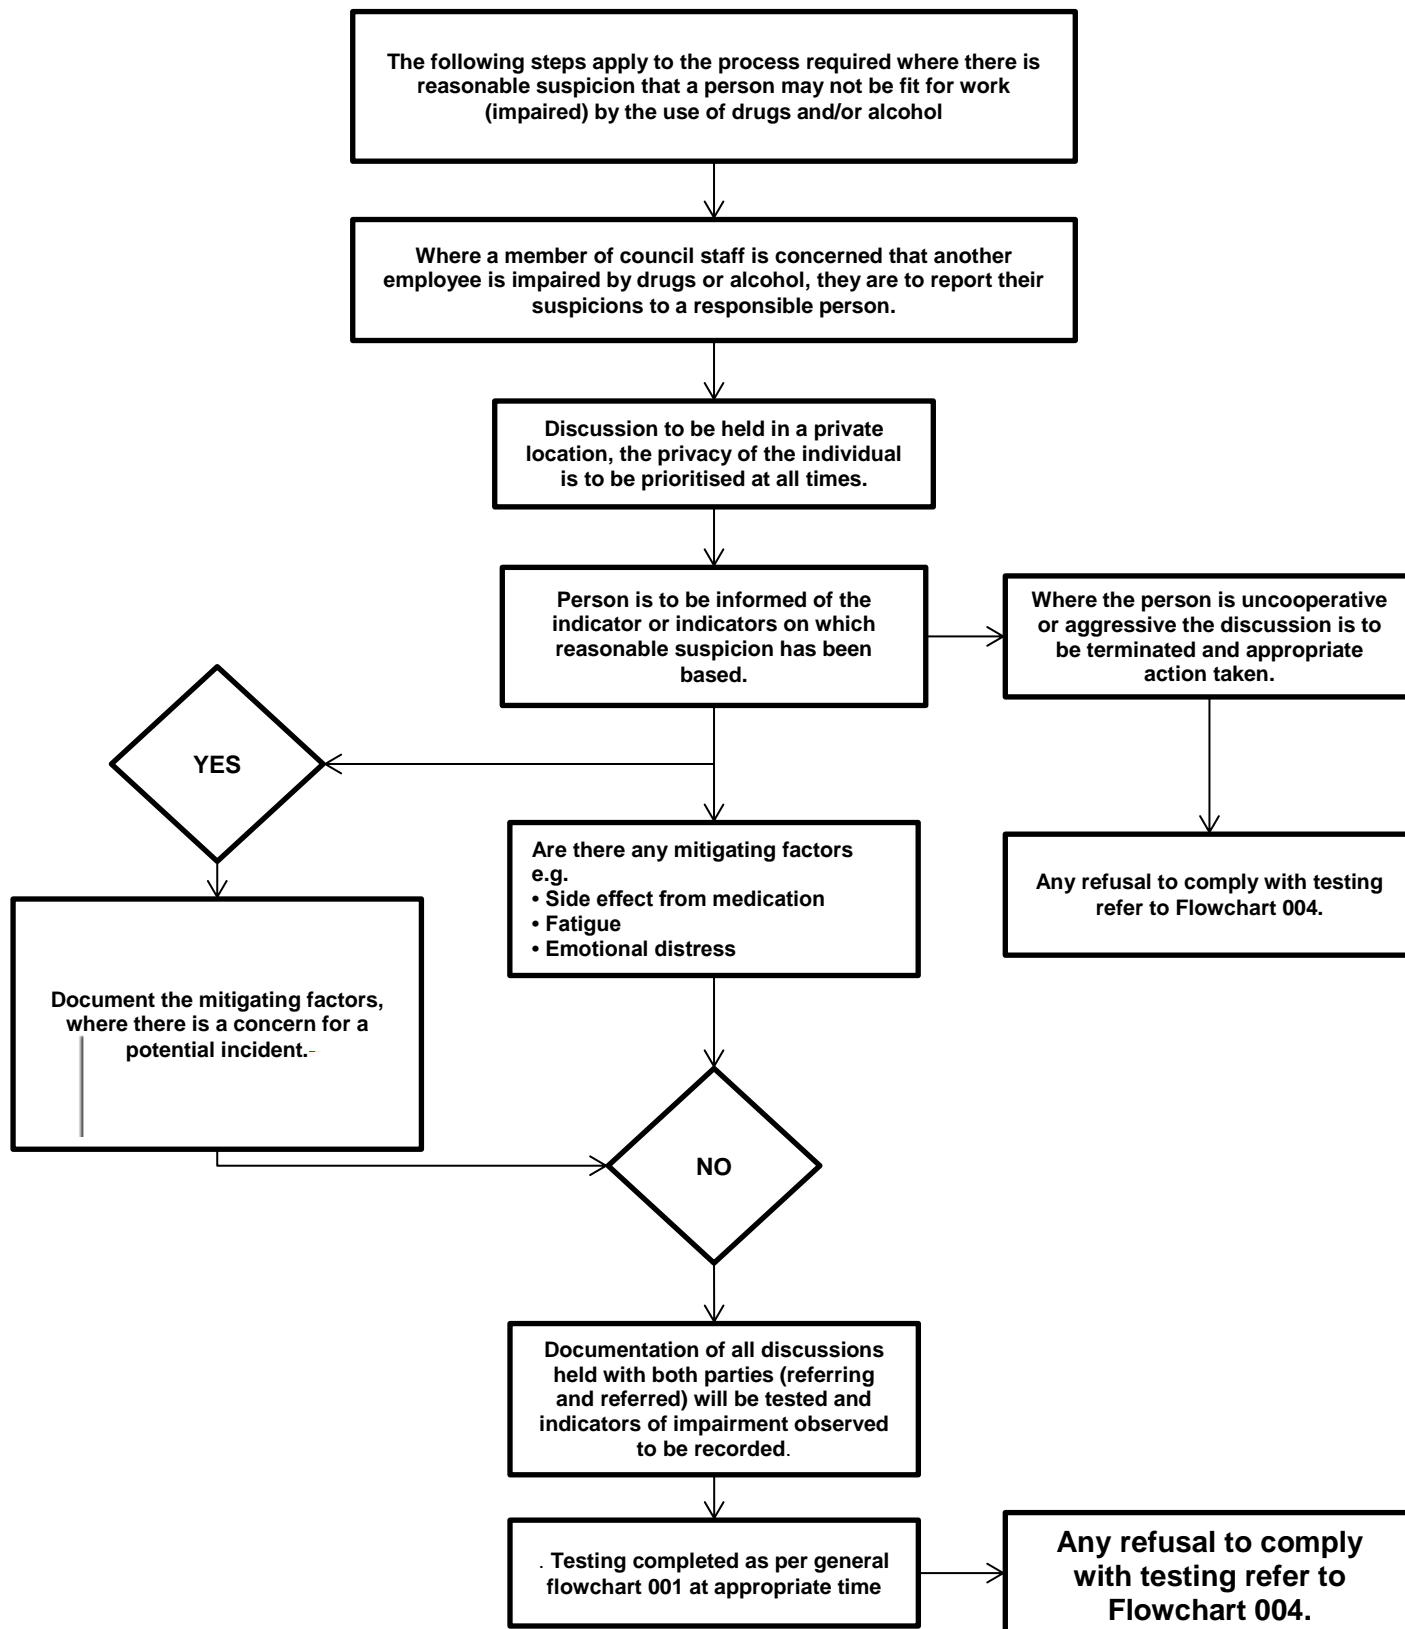 The following steps apply to the process required where there is
reasonable suspicion that a person may not be fit for work
(impaired) by the use of drugs and/or alcohol
Where a member of council staff is concerned that another
employee is impaired by drugs or alcohol, they are to report their
suspicions to a responsible person.
Discussion to be held in a private
location, the privacy of the individual
is to be prioritised at all times.
Person is to be informed of the
indicator or indicators on which
reasonable suspicion has been
based.
Where the person is uncooperative
or aggressive the discussion is to
be terminated and appropriate
action taken.
YES
Are there any mitigating factors
e.g.
• Side effect from medication
• Fatigue
• Emotional distress
Any refusal to comply with testing
refer to Flowchart 004.
Document the mitigating factors,
where there is a concern for a
potential incident.-
NO
Documentation of all discussions
held with both parties (referring
and referred) will be tested and
indicators of impairment observed
to be recorded.
. Testing completed as per general
flowchart 001 at appropriate time
Any refusal to comply
with testing refer to
Flowchart 004.